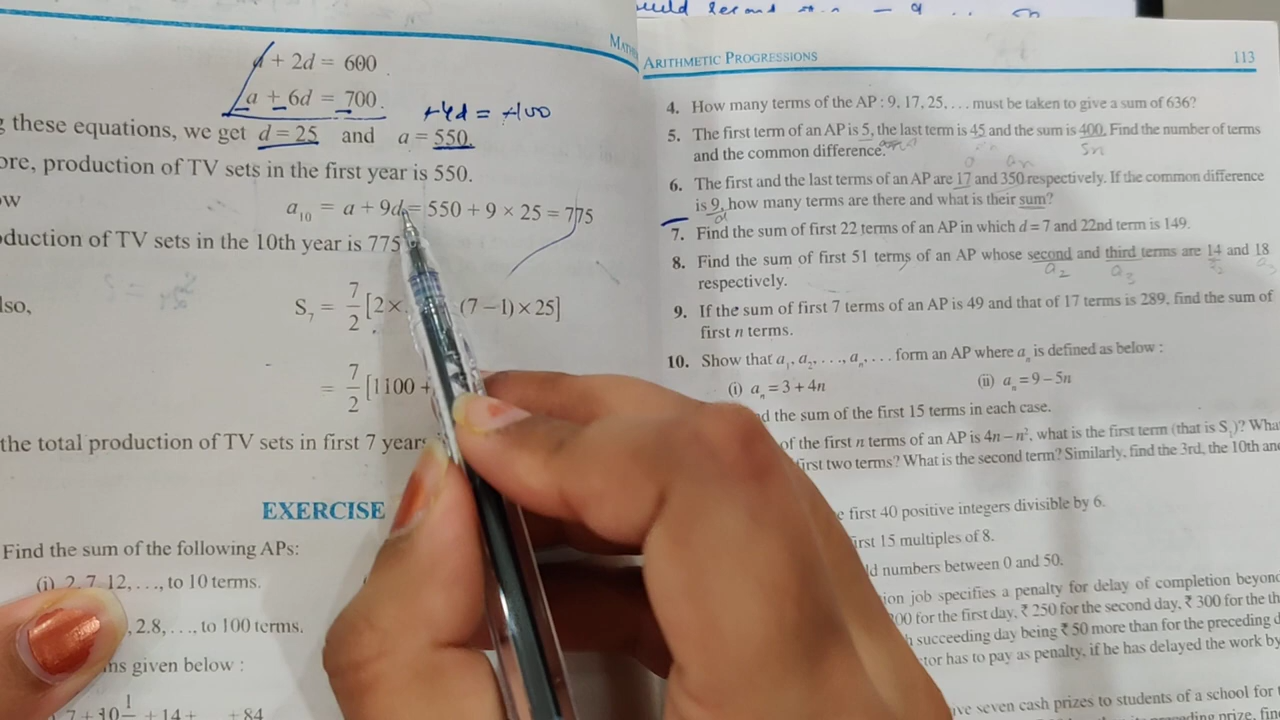 a + 2d = 600
a + 6d = 700.
+4d = +100
these equations, we get d = 25 and a = 550.
ore, production of TV sets in the first year is 550.
w
a₁₀ = a + 9d = 550 + 9 × 25 = 775
duction of TV sets in the 10th year is 775
lso,
S₇ = 7/2 [2 × (7 – 1) × 25]
= 7/2 [1100 +
the total production of TV sets in first 7 years
EXERCISE
Find the sum of the following APs:
(i) 2, 7, 12, . . ., to 10 terms.
, 2.8, . . ., to 100 terms.
ms given below :
7 + 10 1/2 + 14 + + 84
ARITHMETIC PROGRESSIONS 113
4. How many terms of the AP : 9, 17, 25, . . . must be taken to give a sum of 636?
5. The first term of an AP is 5, the last term is 45 and the sum is 400. Find the number of terms
and the common difference.
Sn
an
6. The first and the last terms of an AP are 17 and 350 respectively. If the common difference
is 9, how many terms are there and what is their sum?
d
7. Find the sum of first 22 terms of an AP in which d = 7 and 22nd term is 149.
8. Find the sum of first 51 terms of an AP whose second and third terms are 14 and 18
a₂ a₃
respectively.
9. If the sum of first 7 terms of an AP is 49 and that of 17 terms is 289, find the sum of
first n terms.
10. Show that a₁, a₂, . . ., aₙ, . . . form an AP where aₙ is defined as below :
(i) aₙ = 3 + 4n (ii) aₙ = 9 – 5n
d the sum of the first 15 terms in each case.
of the first n terms of an AP is 4n – n², what is the first term (that is S₁)? Wha
irst two terms? What is the second term? Similarly, find the 3rd, the 10th an
e first 40 positive integers divisible by 6.
irst 15 multiples of 8.
ld numbers between 0 and 50.
ion job specifies a penalty for delay of completion beyon
00 for the first day, ₹ 250 for the second day, ₹ 300 for the th
h succeeding day being ₹ 50 more than for the preceding d
tor has to pay as penalty, if he has delayed the work by
ve seven cash prizes to students of a school for